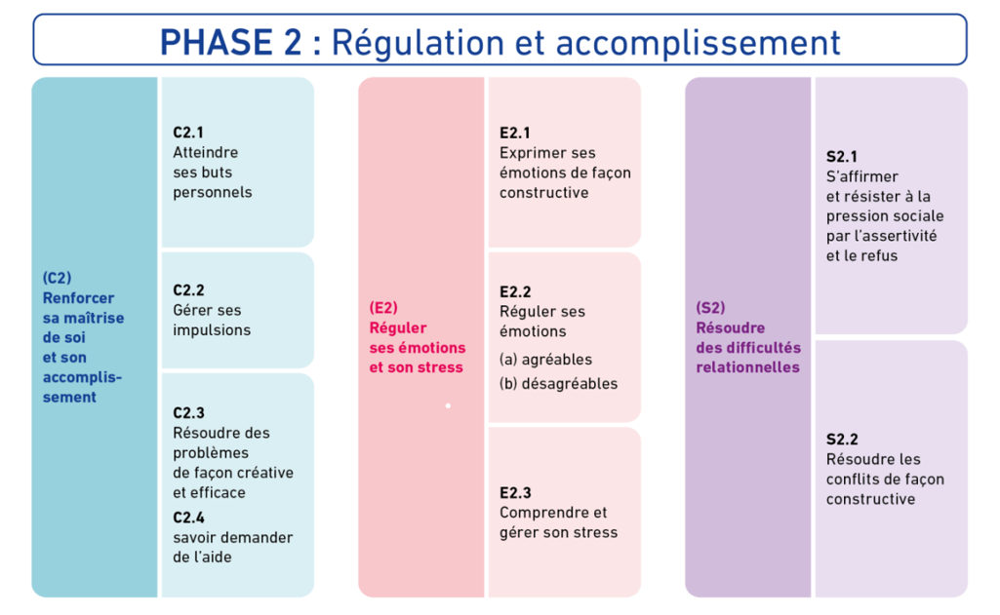 PHASE 2 : Régulation et accomplissement
(C2)
Renforcer
sa maîtrise
de soi
et son
accomplis-
sement
C2.1
Atteindre
ses buts
personnels
C2.2
Gérer ses
impulsions
C2.3
Résoudre des
problèmes
de façon créative
et efficace
C2.4
savoir demander
de l'aide
(E2)
Réguler
ses émotions
et son stress
E2.1
Exprimer ses
émotions de façon
constructive
E2.2
Réguler ses
émotions
(a) agréables
(b) désagréables
E2.3
Comprendre et
gérer son stress
(S2)
Résoudre
des difficultés
relationnelles
S2.1
S'affirmer
et résister à la
pression sociale
par l'assertivité
et le refus
S2.2
Résoudre les
conflits de façon
constructive